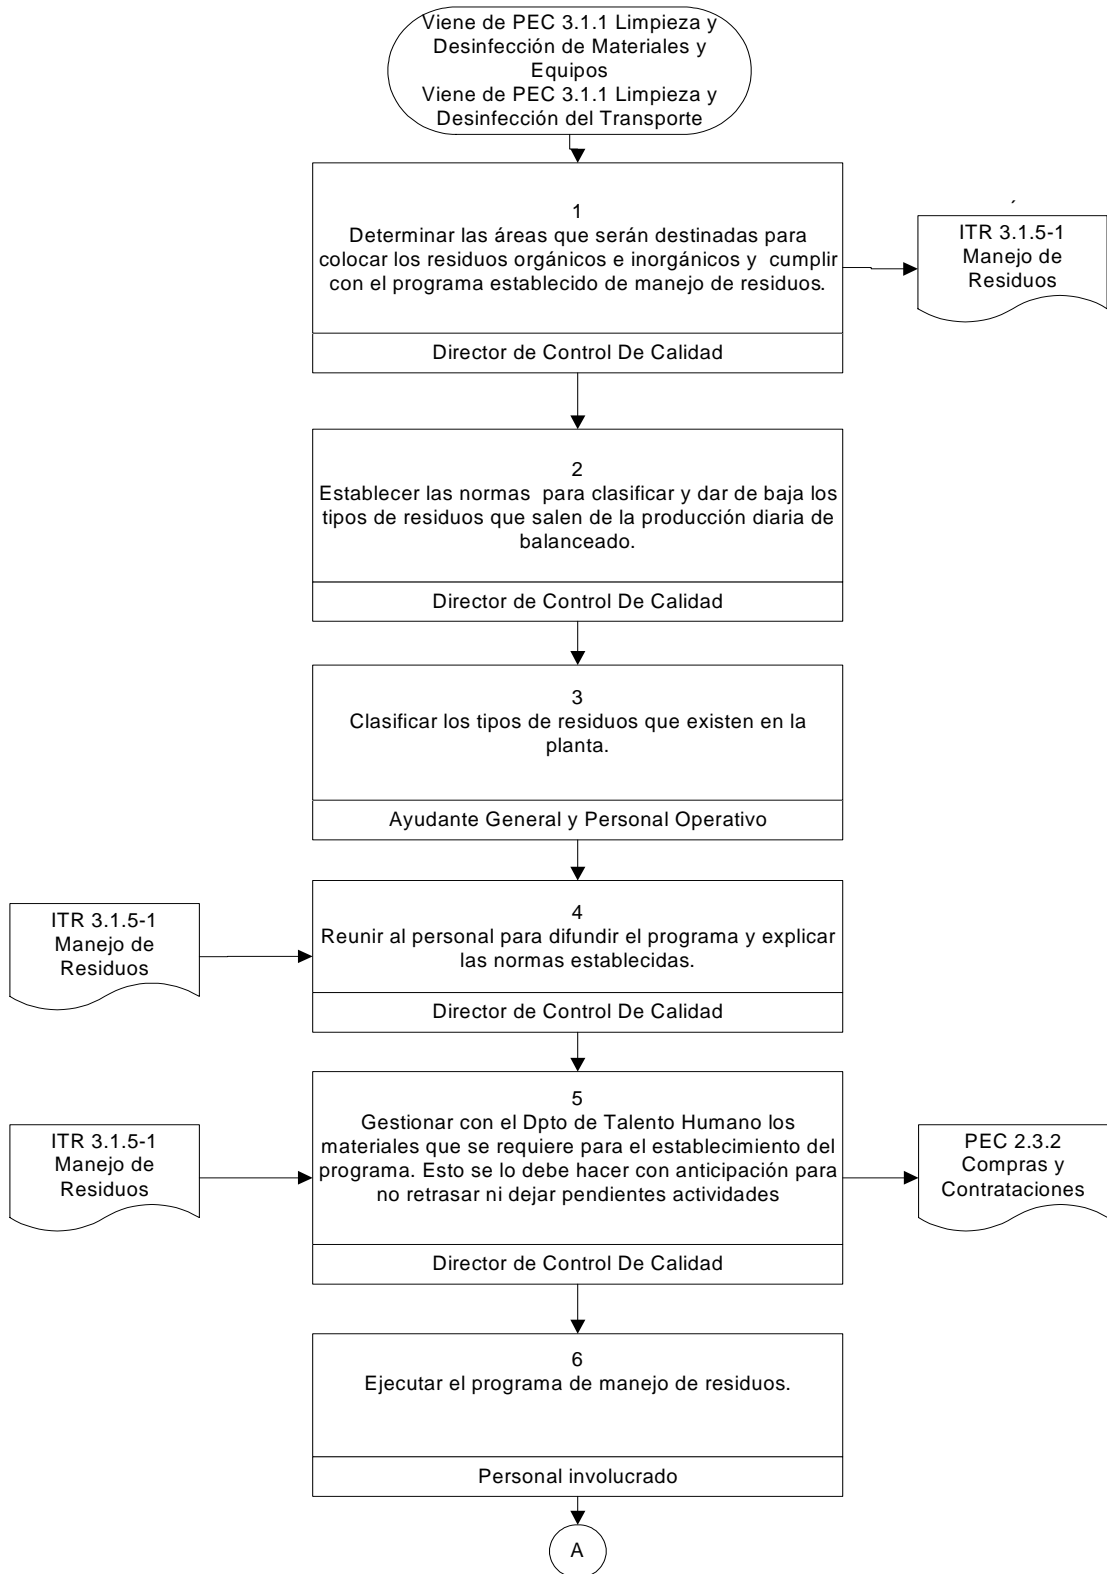 Viene de PEC 3.1.1 Limpieza y
Desinfección de Materiales y
Equipos
Viene de PEC 3.1.1 Limpieza y
Desinfección del Transporte
1
Determinar las áreas que serán destinadas para
colocar los residuos orgánicos e inorgánicos y cumplir
con el programa establecido de manejo de residuos.
Director de Control De Calidad
ITR 3.1.5-1
Manejo de
Residuos
2
Establecer las normas para clasificar y dar de baja los
tipos de residuos que salen de la producción diaria de
balanceado.
Director de Control De Calidad
3
Clasificar los tipos de residuos que existen en la
planta.
Ayudante General y Personal Operativo
ITR 3.1.5-1
Manejo de
Residuos
4
Reunir al personal para difundir el programa y explicar
las normas establecidas.
Director de Control De Calidad
ITR 3.1.5-1
Manejo de
Residuos
5
Gestionar con el Dpto de Talento Humano los
materiales que se requiere para el establecimiento del
programa. Esto se lo debe hacer con anticipación para
no retrasar ni dejar pendientes actividades
Director de Control De Calidad
PEC 2.3.2
Compras y
Contrataciones
6
Ejecutar el programa de manejo de residuos.
Personal involucrado
A